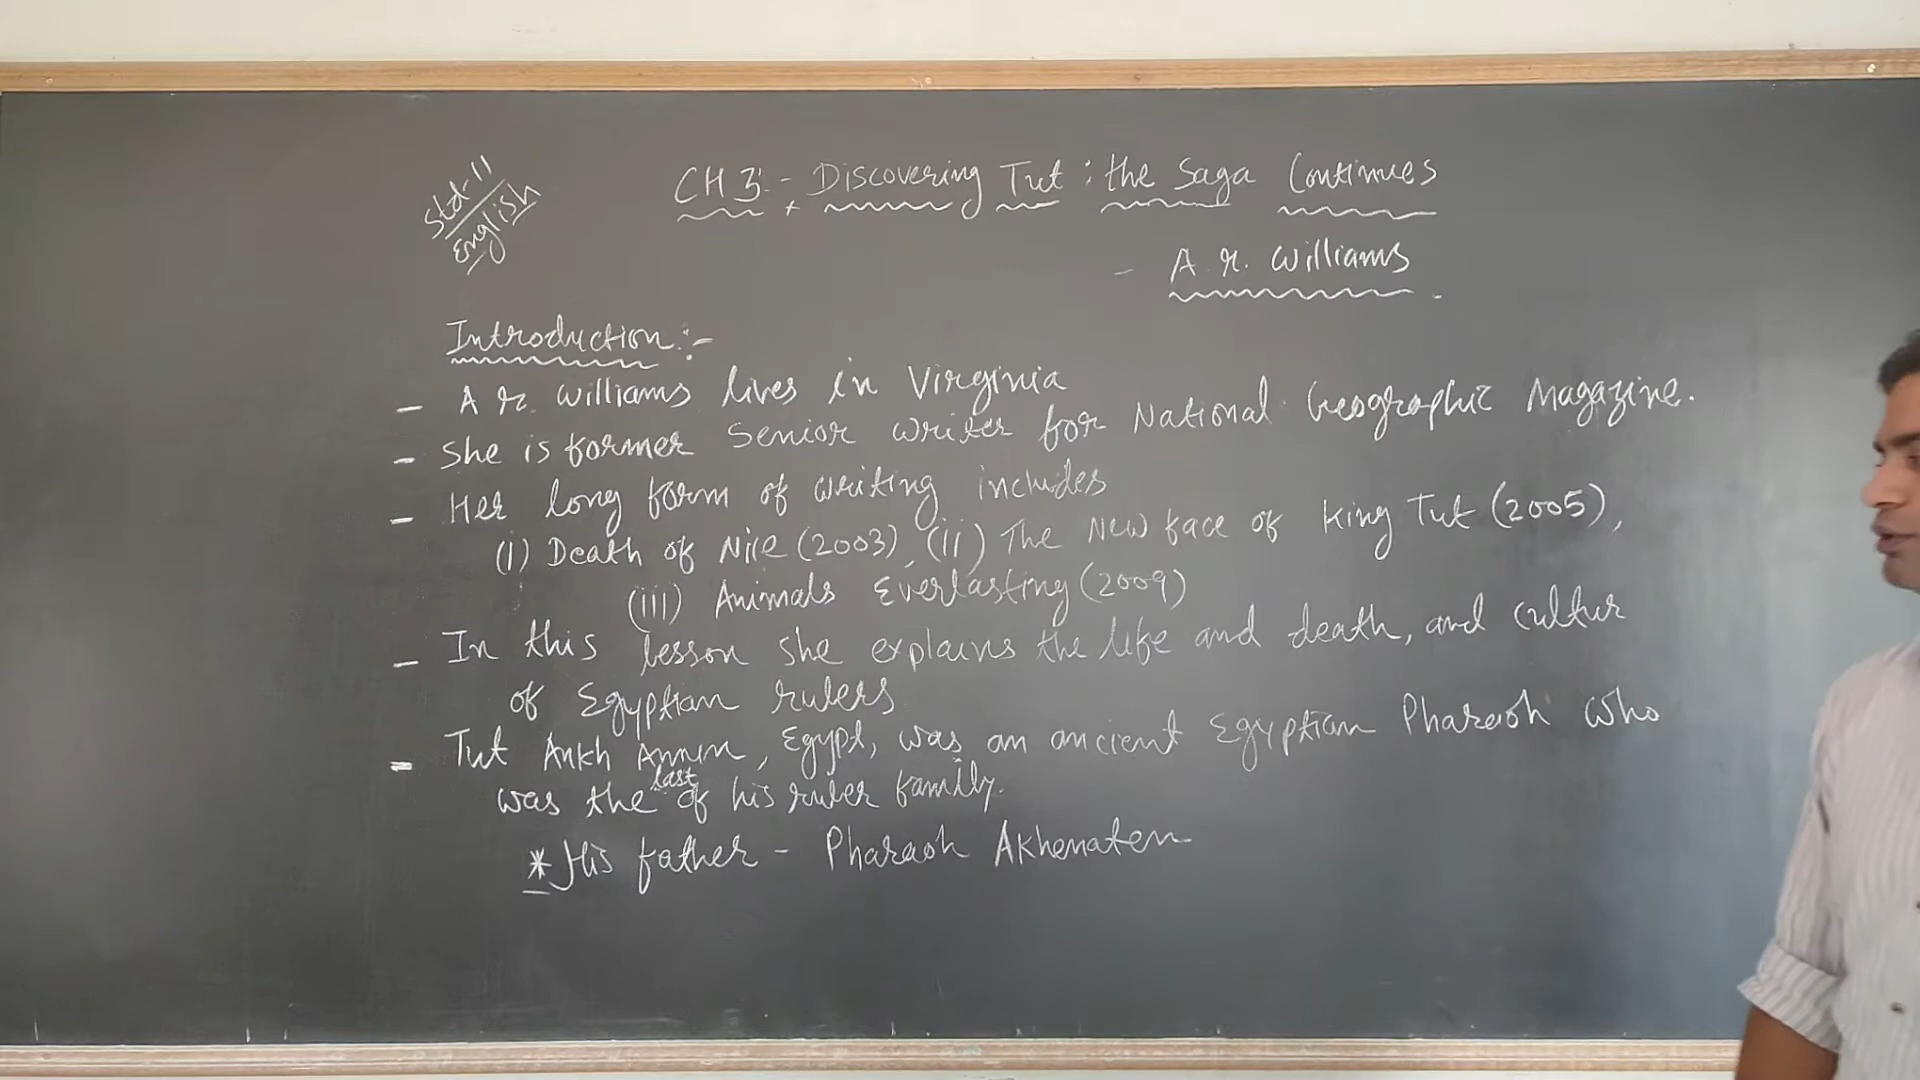 Std-11
English
CH 3 - Discovering Tut : the Saga Continues
- A. R. Williams.
Introduction :-
- A R. Williams lives in Virginia
- She is former Senior writer for National Geographic Magazine.
- Her long form of writing includes
(i) Death of Nile (2003), (ii) The New face of King Tut (2005),
(iii) Animals Everlasting (2009)
- In this lesson she explains the life and death, and cultur
of Egyptian rulers
- Tut Ankh Amun, Egypt, was an ancient Egyptian Pharaoh who
was the last of his ruler family.
* His father - Pharaoh Akhenaten